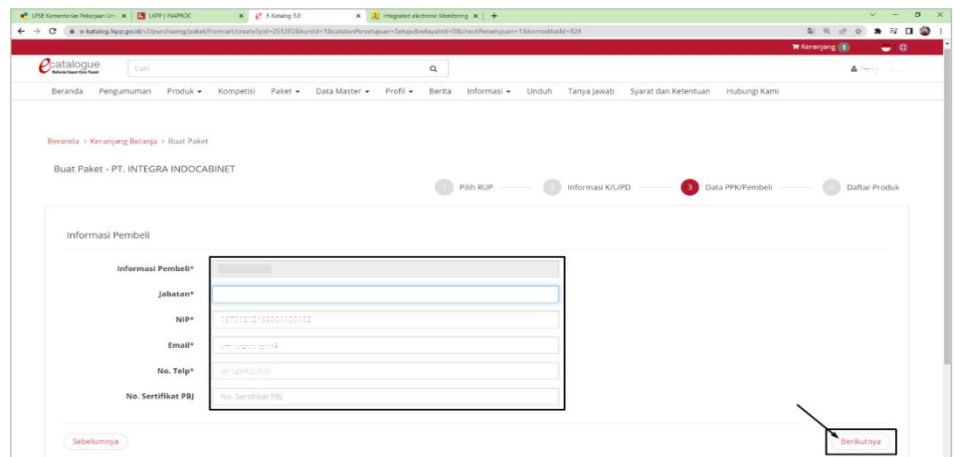 LPSE Kementerian Pekerjaan Um
LKPP | INAPROC
E-Katalog 5.0
Integrated electronic Monitoring
Keranjang 1
ecatalogue
Cari
Beranda Pengumuman Produk Kompetisi Paket Data Master Profil Berita Informasi Unduh Tanya Jawab Syarat dan Ketentuan Hubungi Kami
Beranda > Keranjang Belanja > Buat Paket
Buat Paket - PT. INTEGRA INDOCABINET
1 Pilih RUP 2 Informasi K/L/PD 3 Data PPK/Pembeli 4 Daftar Produk
Informasi Pembeli
Informasi Pembeli*
Jabatan*
NIP*
Email*
No. Telp*
No. Sertifikat PBJ No. Sertifikat PBJ
Sebelumnya Berikutnya